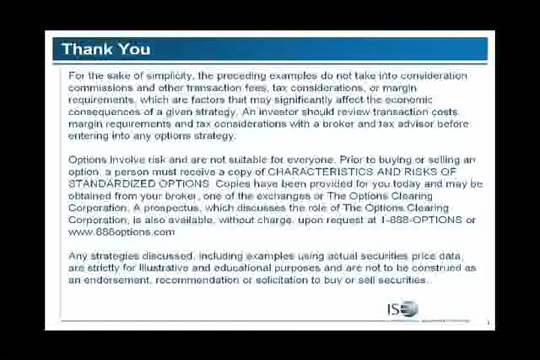 Thank You
For the sake of simplicity, the preceding examples do not take into consideration
commissions and other transaction fees, tax considerations, or margin
requirements, which are factors that may significantly affect the economic
consequences of a given strategy. An investor should review transaction costs,
margin requirements and tax considerations with a broker and tax advisor before
entering into any options strategy.
Options involve risk and are not suitable for everyone. Prior to buying or selling an
option, a person must receive a copy of CHARACTERISTICS AND RISKS OF
STANDARDIZED OPTIONS. Copies have been provided for you today and may be
obtained from your broker, one of the exchanges or The Options Clearing
Corporation. A prospectus, which discusses the role of The Options Clearing
Corporation, is also available, without charge, upon request at 1-888-OPTIONS or
www.888options.com
Any strategies discussed, including examples using actual securities price data,
are strictly for illustrative and educational purposes and are not to be construed as
an endorsement, recommendation or solicitation to buy or sell securities.